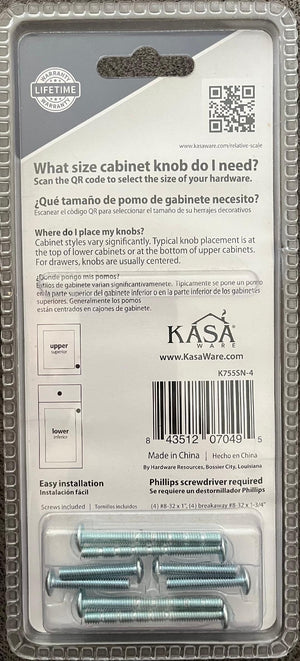 WARRANTY
LIFETIME
WARRANTY
www.kasaware.com/relative-scale
What size cabinet knob do I need?
Scan the QR code to select the size of your hardware.
¿Qué tamaño de pomo de gabinete necesito?
Escanear el código QR para seleccionar el tamaño de su herrajes decorativos
Where do I place my knobs?
Cabinet styles vary significantly. Typical knob placement is at
the top of lower cabinets or at the bottom of upper cabinets.
For drawers, knobs are usually centered.
¿Donde pongo mis pomos?
Estilos de gabinete varían significativamente. Típicamente se pone un pomo
en la parte superior del gabinete inferior o en la parte inferior de los gabinetes
superiores. Generalmente los pomos
están centrados en cajones de gabinete.
upper
superior
lower
inferior
KASA
WARE
www.KasaWare.com
K755SN-4
8 43512 07049 5
Made in China | Hecho en China
By Hardware Resources, Bossier City, Louisiana
Easy installation
Instalación fácil
Phillips screwdriver required
Se requiere un destornillador Phillips
Screws included | Tornillos incluidos
(4) #8-32 x 1", (4) breakaway #8-32 x 1-3/4"